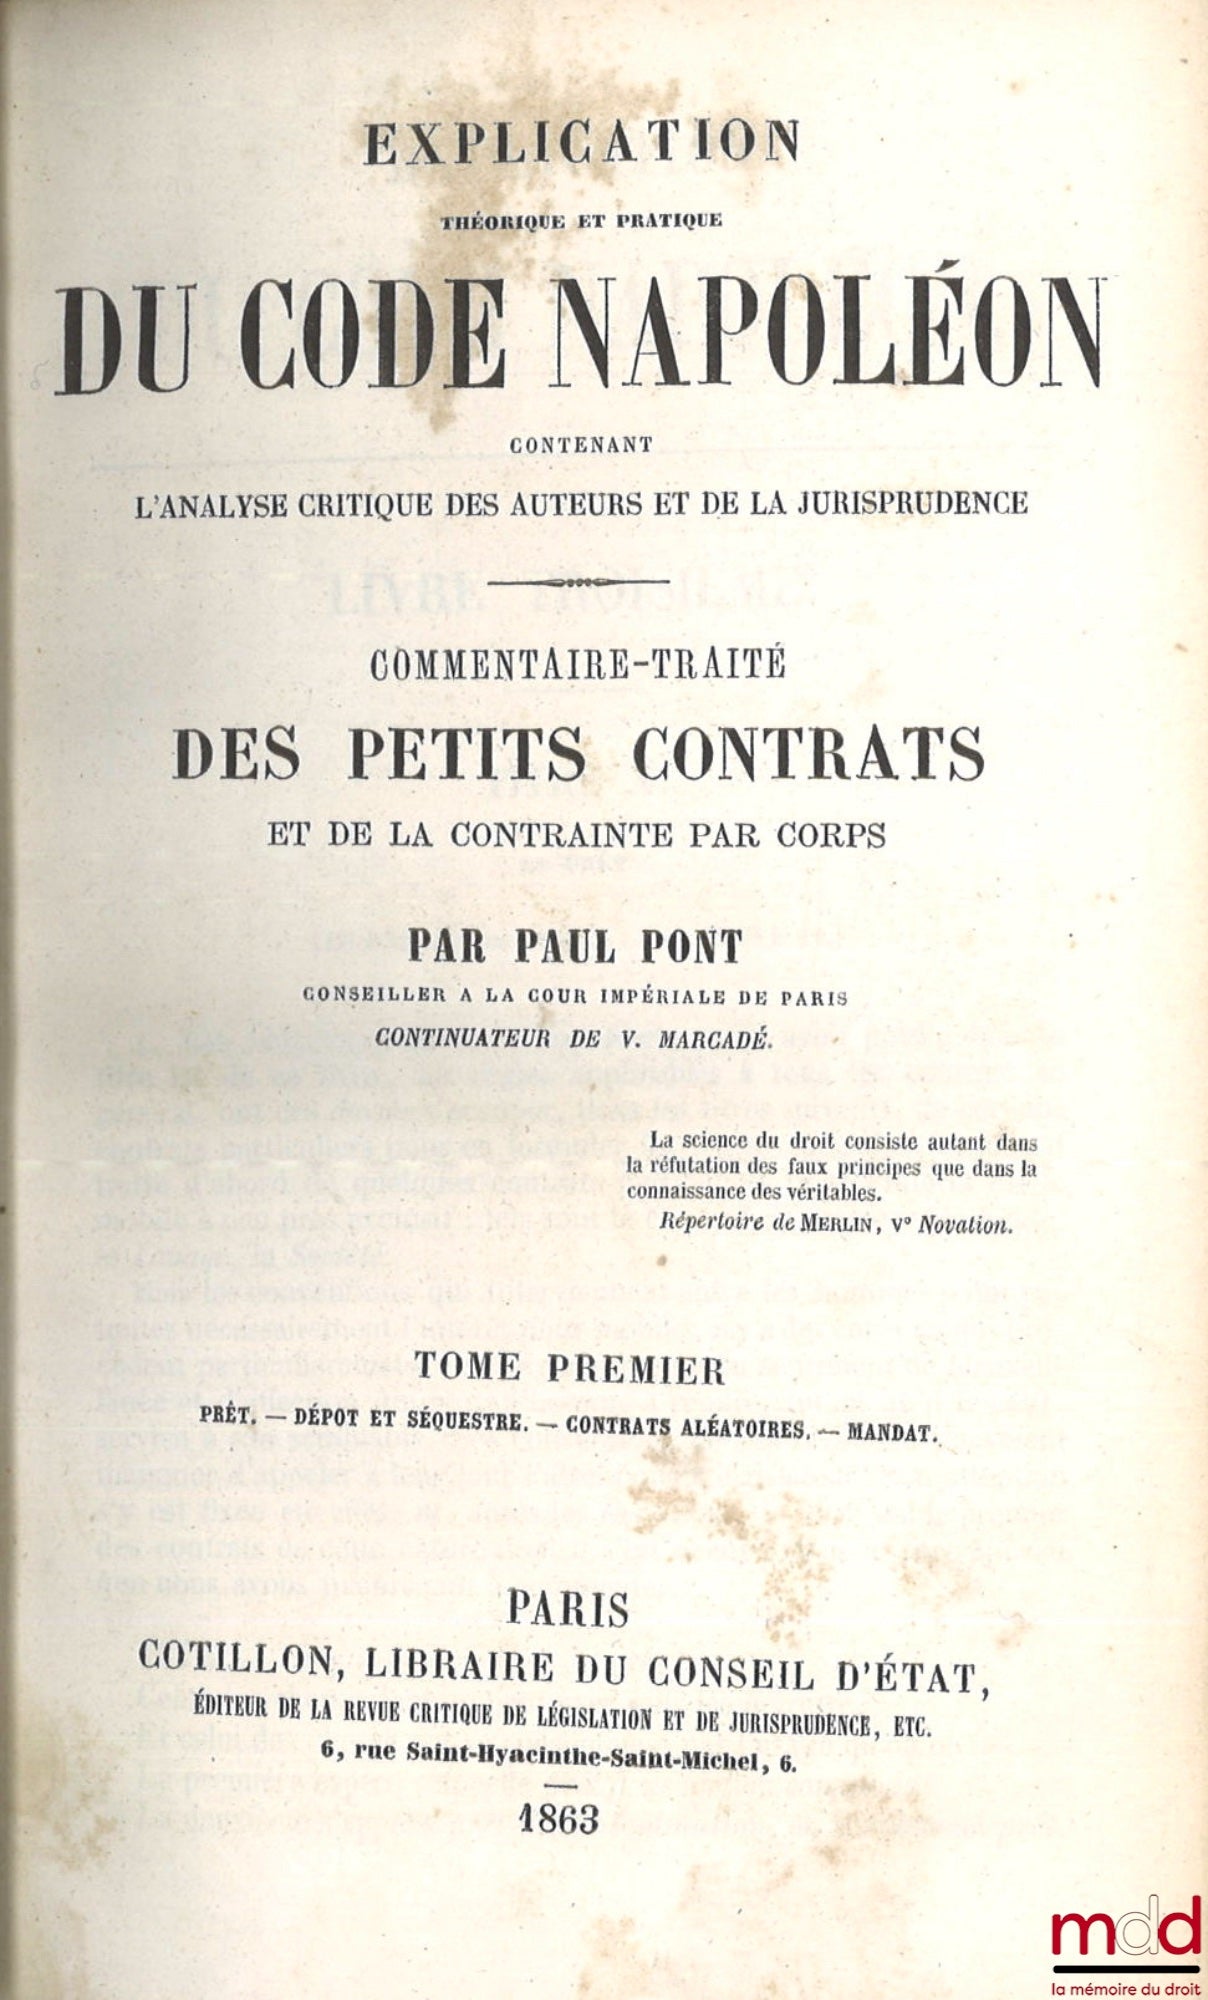 EXPLICATION
THÉORIQUE ET PRATIQUE
DU CODE NAPOLÉON
CONTENANT
L'ANALYSE CRITIQUE DES AUTEURS ET DE LA JURISPRUDENCE
COMMENTAIRE-TRAITÉ
DES PETITS CONTRATS
ET DE LA CONTRAINTE PAR CORPS
PAR PAUL PONT
CONSEILLER A LA COUR IMPÉRIALE DE PARIS
CONTINUATEUR DE V. MARCADÉ.
La science du droit consiste autant dans
la réfutation des faux principes que dans la
connaissance des véritables.
Répertoire de MERLIN, v° Novation.
TOME PREMIER
PRÊT. — DÉPOT ET SÉQUESTRE. — CONTRATS ALÉATOIRES. — MANDAT.
PARIS
COTILLON, LIBRAIRE DU CONSEIL D'ÉTAT,
ÉDITEUR DE LA REVUE CRITIQUE DE LÉGISLATION ET DE JURISPRUDENCE, ETC.
6, rue Saint-Hyacinthe-Saint-Michel, 6.
1863
mdd
la mémoire du droit